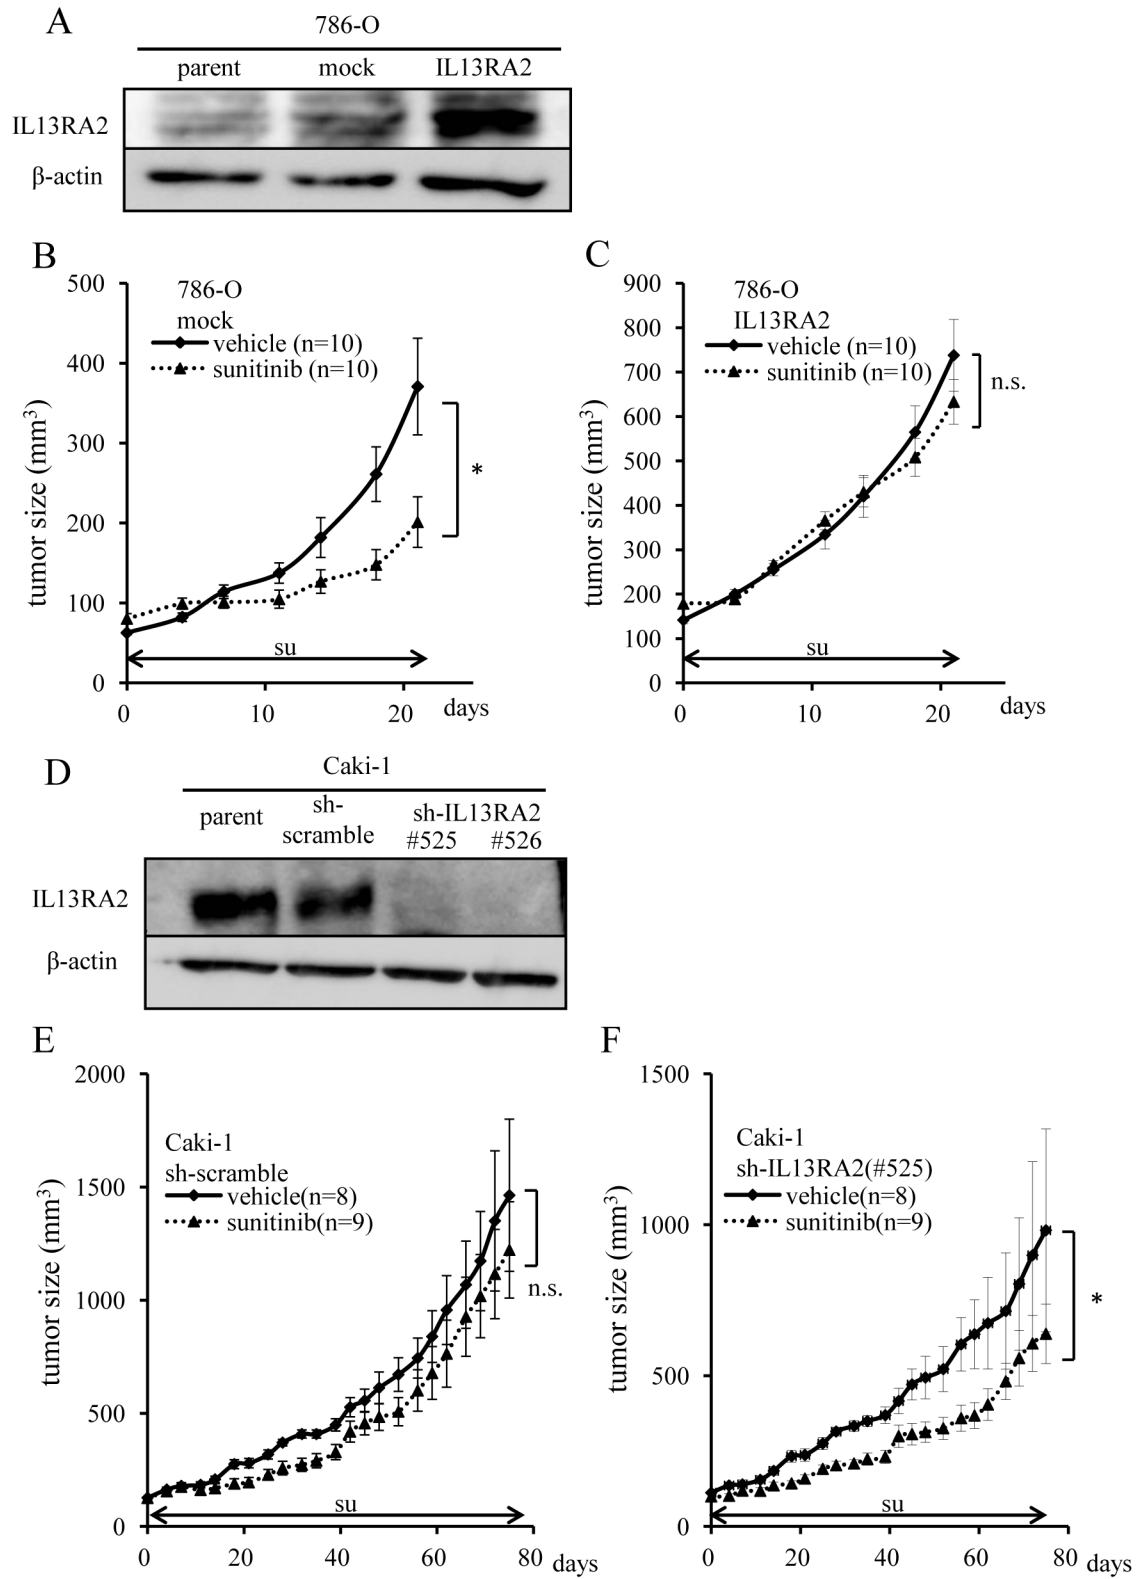 A
786-O
parent mock IL13RA2
IL13RA2
β-actin
B
786-O
mock
vehicle (n=10)
sunitinib (n=10)
500
400
300
200
100
0
tumor size (mm³)
*
su
0 10 20 days
C
786-O
IL13RA2
vehicle (n=10)
sunitinib (n=10)
900
800
700
600
500
400
300
200
100
0
tumor size (mm³)
n.s.
su
0 10 20 days
D
Caki-1
parent sh-scramble sh-IL13RA2
#525 #526
IL13RA2
β-actin
E
2000
1500
1000
500
0
tumor size (mm³)
Caki-1
sh-scramble
vehicle(n=8)
sunitinib(n=9)
n.s.
su
0 20 40 60 80 days
F
1500
1000
500
0
tumor size (mm³)
Caki-1
sh-IL13RA2(#525)
vehicle(n=8)
sunitinib(n=9)
*
su
0 20 40 60 80 days